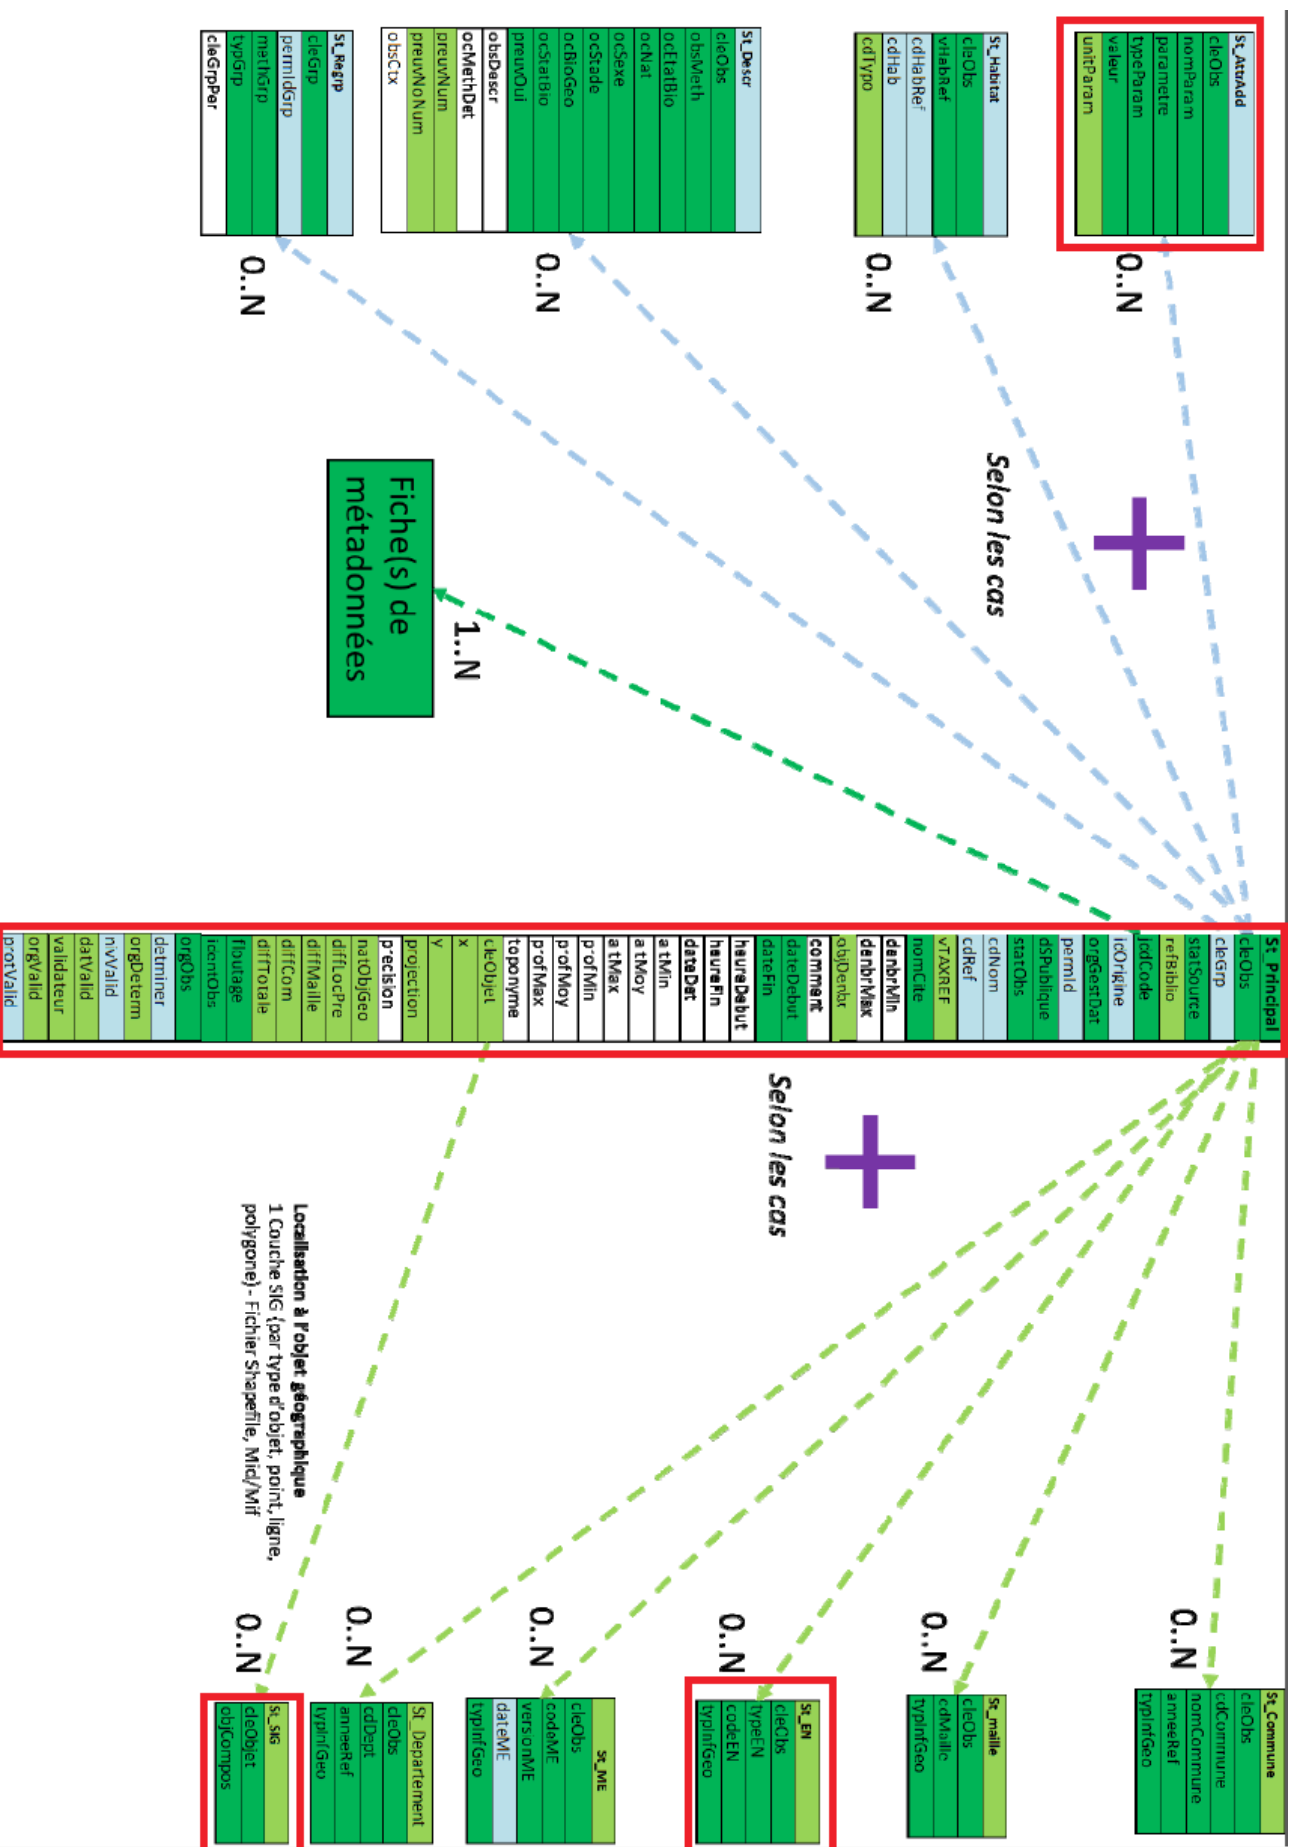 St_AttrAdd
cleObs
nomParam
parametre
typeParam
valeur
unitParam
0..N
St_Habitat
cleObs
vHabRef
cdHabRef
cdHab
cdTypo
0..N
St_Descr
cleObs
obsMeth
ocEtatBio
ocNat
ocSexe
ocStade
ocBioGeo
ocStatBio
preuvOui
obsDescr
ocMethDet
preuvNum
preuvNoNum
obsCtx
0..N
St_Regrp
cleGrp
permIdGrp
methGrp
typGrp
cleGrpPer
0..N
Selon les cas
Fiche(s) de
métadonnées
1..N
St_Principal
cleObs
cleGrp
statSource
refBiblio
jddCode
idOrigine
orgGestDat
permId
dSPublique
statObs
cdNom
cdRef
vTAXREF
nomCite
denbrMin
denbrMax
objDenbr
comment
dateDebut
dateFin
heureDebut
heureFin
dateDet
altMin
altMoy
altMax
profMin
profMoy
profMax
toponyme
cleObjet
x
y
projection
precision
natObjGeo
diffLocPre
diffMaille
diffCom
diffTotale
floutage
identObs
orgObs
detminer
orgDeterm
nivValid
datValid
validateur
orgValid
protValid
Selon les cas
Localisation à l'objet géographique
1 Couche SIG (par type d'objet, point, ligne,
polygone) - Fichier Shapefile, Mid/Mif
St_Commune
cleObs
cdCommune
nomCommune
anneeRef
typInfGeo
0..N
St_maille
cleObs
cdMaille
typInfGeo
0..N
St_EN
cleObs
typeEN
codeEN
typInfGeo
0..N
St_ME
cleObs
codeME
versionME
dateME
typInfGeo
0..N
St_Departement
cleObs
cdDept
anneeRef
typInfGeo
0..N
St_SIG
cleObjet
objCompos
0..N